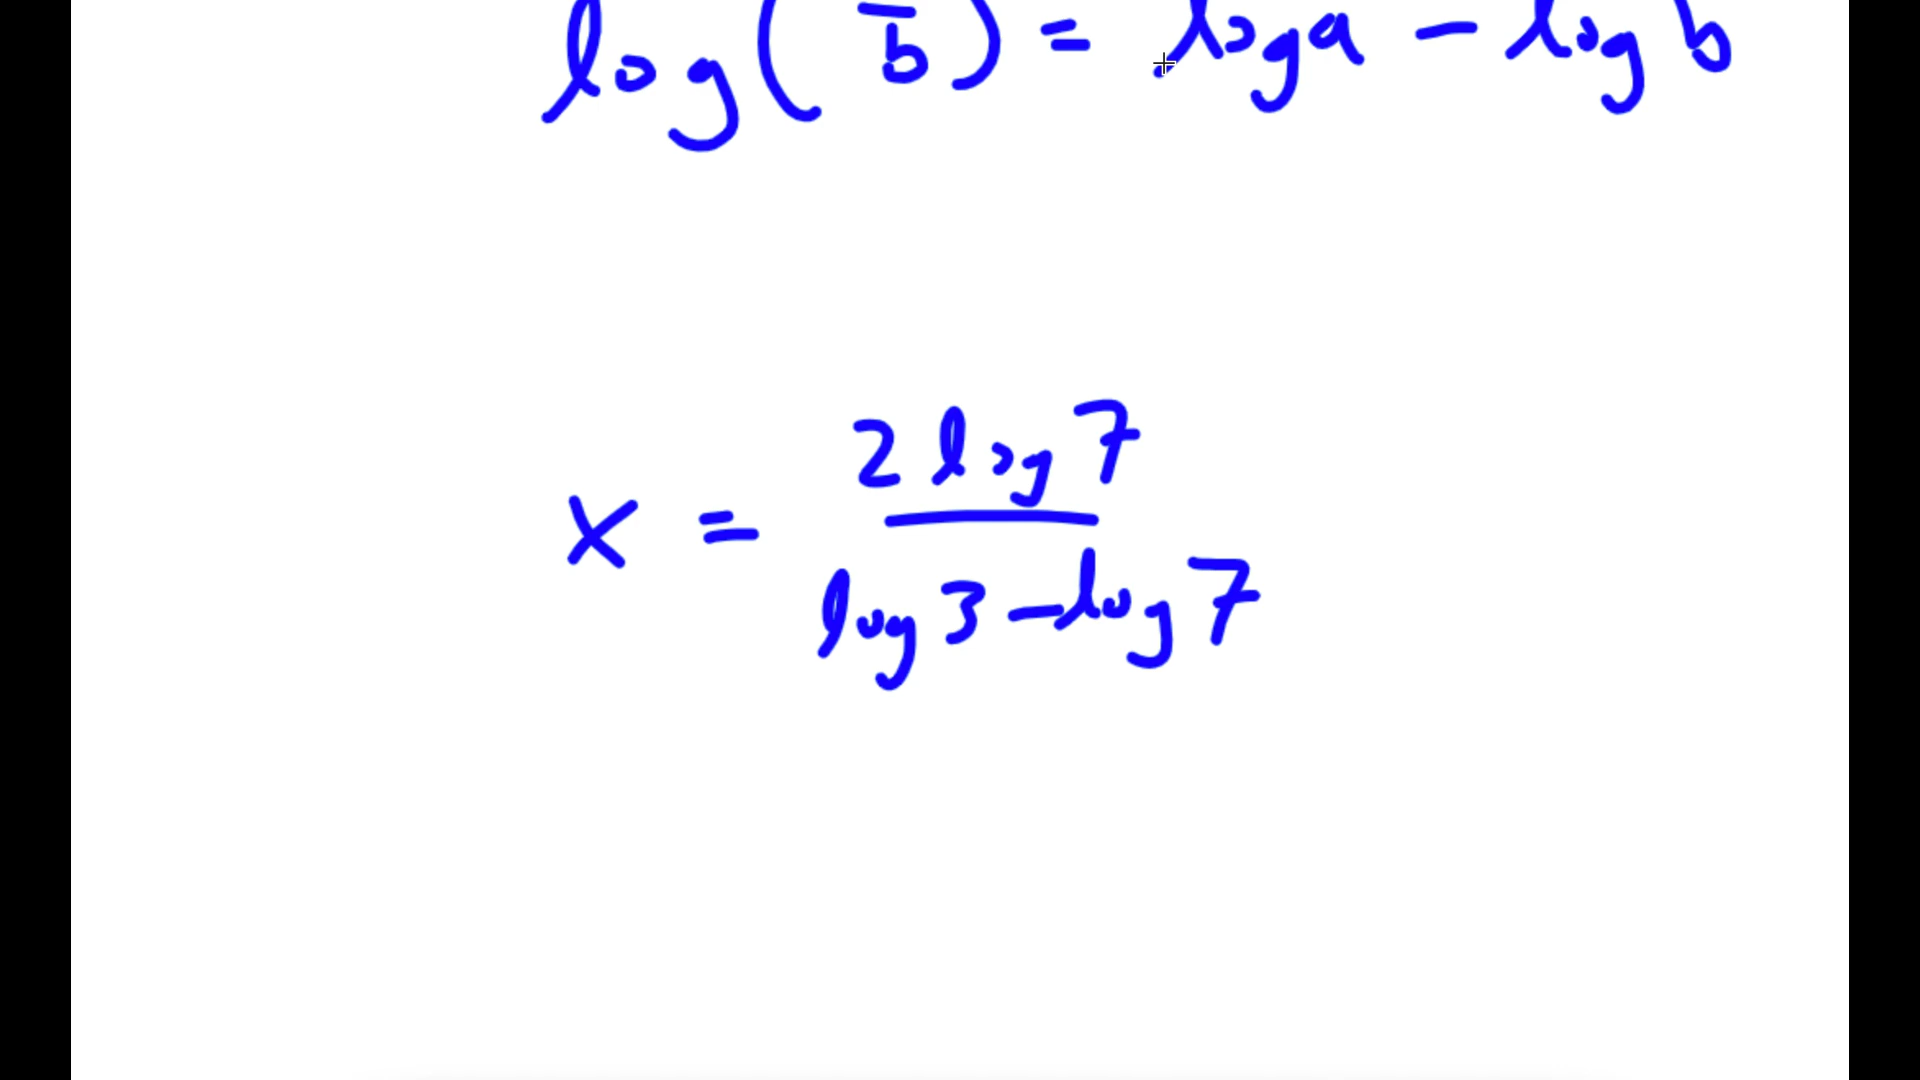 log( /b) = log a - log b
x = 2 log 7 / log 3 - log 7